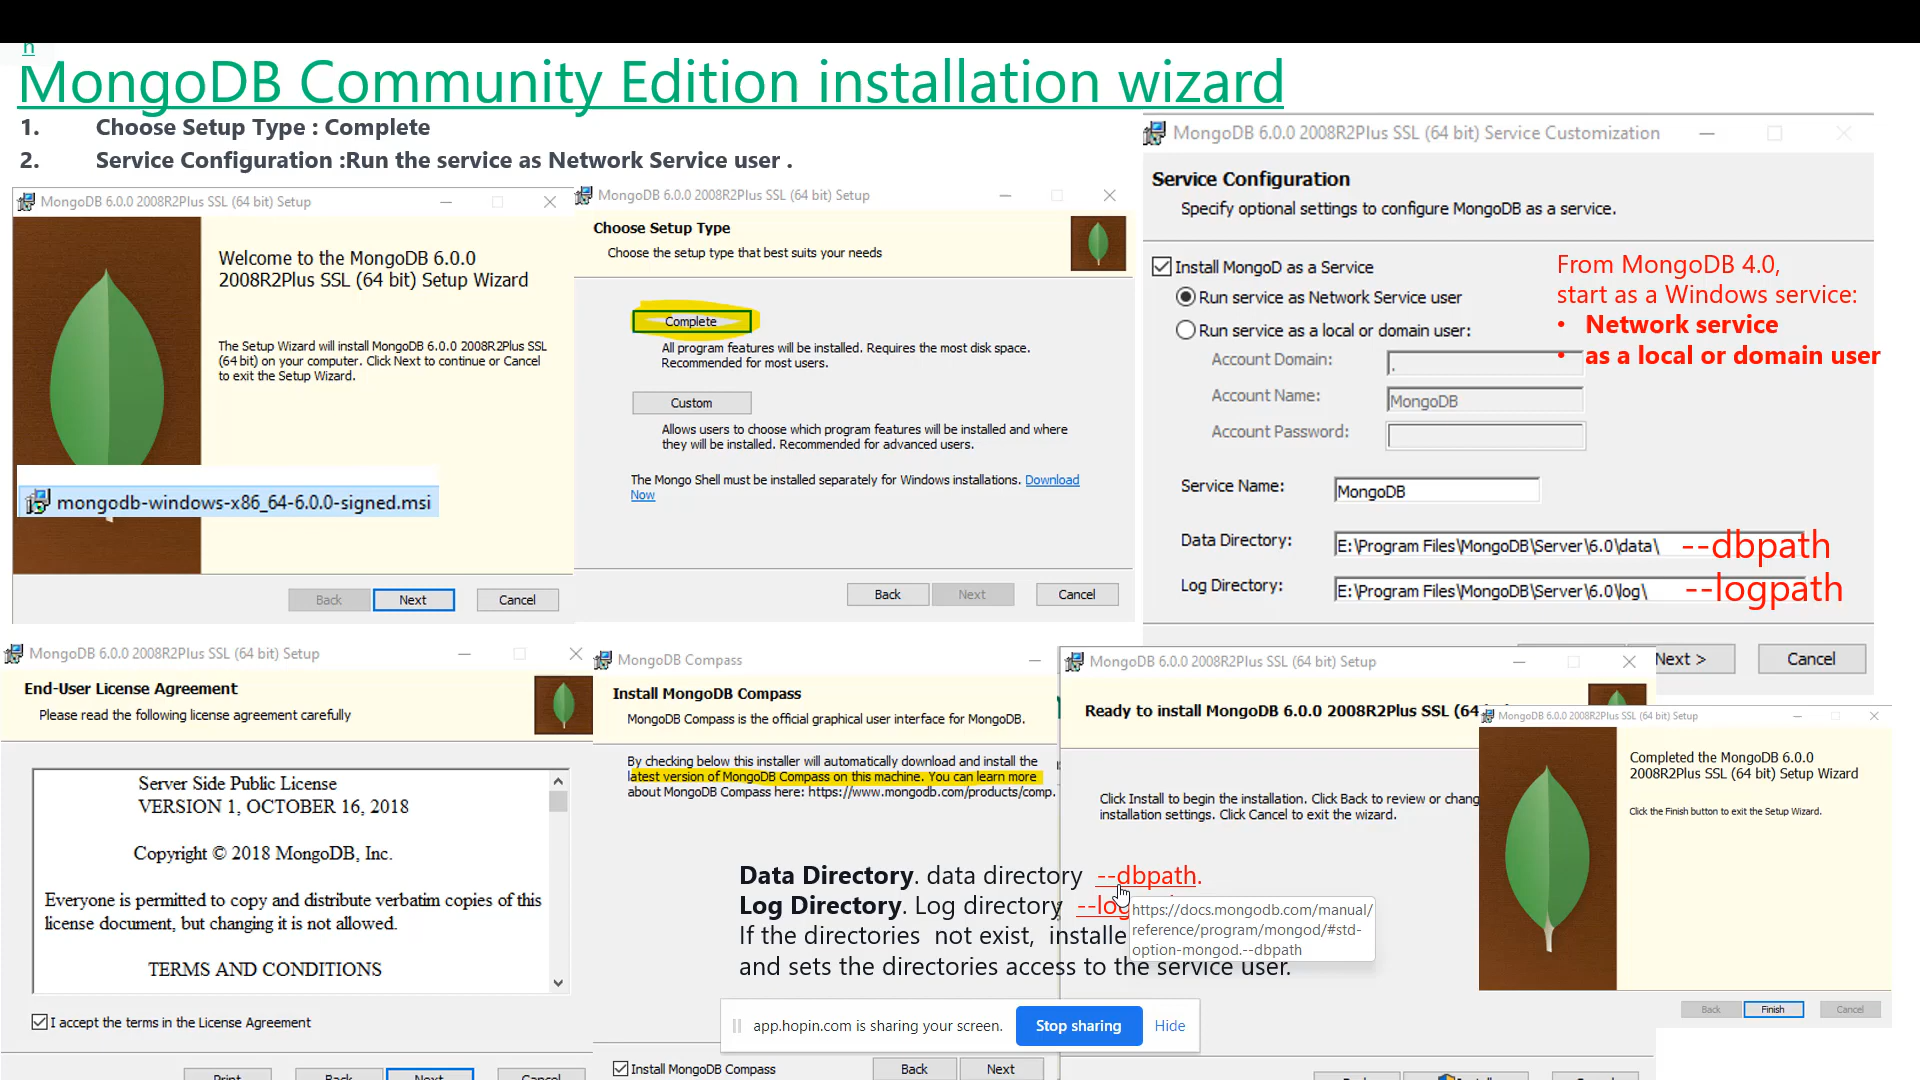 n
MongoDB Community Edition installation wizard
1. Choose Setup Type : Complete
2. Service Configuration :Run the service as Network Service user .
MongoDB 6.0.0 2008R2Plus SSL (64 bit) Setup
Welcome to the MongoDB 6.0.0
2008R2Plus SSL (64 bit) Setup Wizard
The Setup Wizard will install MongoDB 6.0.0 2008R2Plus SSL
(64 bit) on your computer. Click Next to continue or Cancel
to exit the Setup Wizard.
mongodb-windows-x86_64-6.0.0-signed.msi
Back Next Cancel
MongoDB 6.0.0 2008R2Plus SSL (64 bit) Setup
Choose Setup Type
Choose the setup type that best suits your needs
Complete
All program features will be installed. Requires the most disk space.
Recommended for most users.
Custom
Allows users to choose which program features will be installed and where
they will be installed. Recommended for advanced users.
The Mongo Shell must be installed separately for Windows installations. Download
Now
Back Next Cancel
MongoDB 6.0.0 2008R2Plus SSL (64 bit) Service Customization
Service Configuration
Specify optional settings to configure MongoDB as a service.
Install MongoD as a Service
Run service as Network Service user
Run service as a local or domain user:
Account Domain: .
Account Name: MongoDB
Account Password:
From MongoDB 4.0,
start as a Windows service:
• Network service
• as a local or domain user
Service Name: MongoDB
Data Directory: E:\Program Files\MongoDB\Server\6.0\data\ --dbpath
Log Directory: E:\Program Files\MongoDB\Server\6.0\log\ --logpath
Next > Cancel
MongoDB 6.0.0 2008R2Plus SSL (64 bit) Setup
End-User License Agreement
Please read the following license agreement carefully
Server Side Public License
VERSION 1, OCTOBER 16, 2018
Copyright © 2018 MongoDB, Inc.
Everyone is permitted to copy and distribute verbatim copies of this
license document, but changing it is not allowed.
TERMS AND CONDITIONS
I accept the terms in the License Agreement
Print Back Next Cancel
MongoDB Compass
Install MongoDB Compass
MongoDB Compass is the official graphical user interface for MongoDB.
By checking below this installer will automatically download and install the
latest version of MongoDB Compass on this machine. You can learn more
about MongoDB Compass here: https://www.mongodb.com/products/comp.
Install MongoDB Compass
Back Next
MongoDB 6.0.0 2008R2Plus SSL (64 bit) Setup
Ready to install MongoDB 6.0.0 2008R2Plus SSL (64
Click Install to begin the installation. Click Back to review or chang
installation settings. Click Cancel to exit the wizard.
MongoDB 6.0.0 2008R2Plus SSL (64 bit) Setup
Completed the MongoDB 6.0.0
2008R2Plus SSL (64 bit) Setup Wizard
Click the Finish button to exit the Setup Wizard.
Back Finish Cancel
Data Directory. data directory --dbpath.
Log Directory. Log directory --log
If the directories not exist, installe
and sets the directories access to the service user.
https://docs.mongodb.com/manual/
reference/program/mongod/#std-
option-mongod.--dbpath
app.hopin.com is sharing your screen. Stop sharing Hide